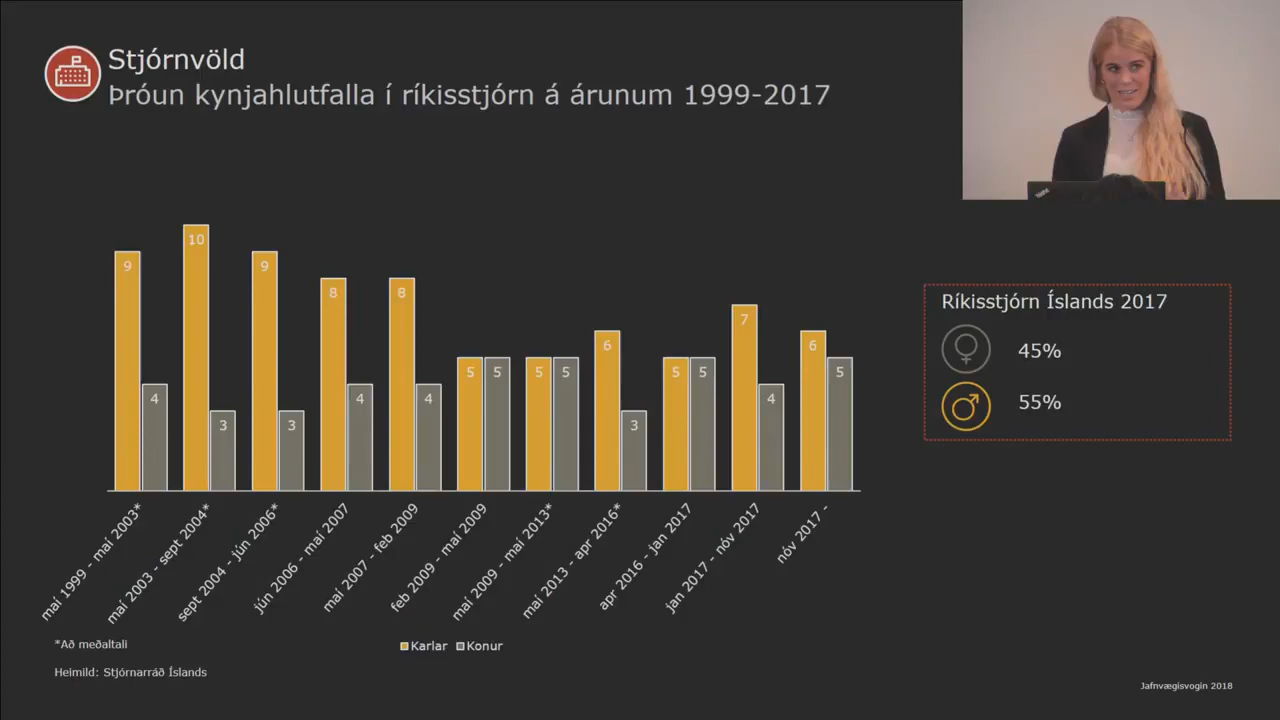 Stjórnvöld
Þróun kynjahlutfalla í ríkisstjórn á árunum 1999-2017
9
4
10
3
9
3
8
4
8
4
5
5
5
5
6
3
5
5
7
4
6
5
maí 1999 - maí 2003*
maí 2003 - sept 2004*
sept 2004 - jún 2006*
jún 2006 - maí 2007
maí 2007 - feb 2009
feb 2009 - maí 2009
maí 2009 - maí 2013*
maí 2013 - apr 2016*
apr 2016 - jan 2017
jan 2017 - nóv 2017
nóv 2017 -
Karlar
Konur
*Að meðaltali
Heimild: Stjórnarráð Íslands
Ríkisstjórn Íslands 2017
45%
55%
Jafnvægisvogin 2018